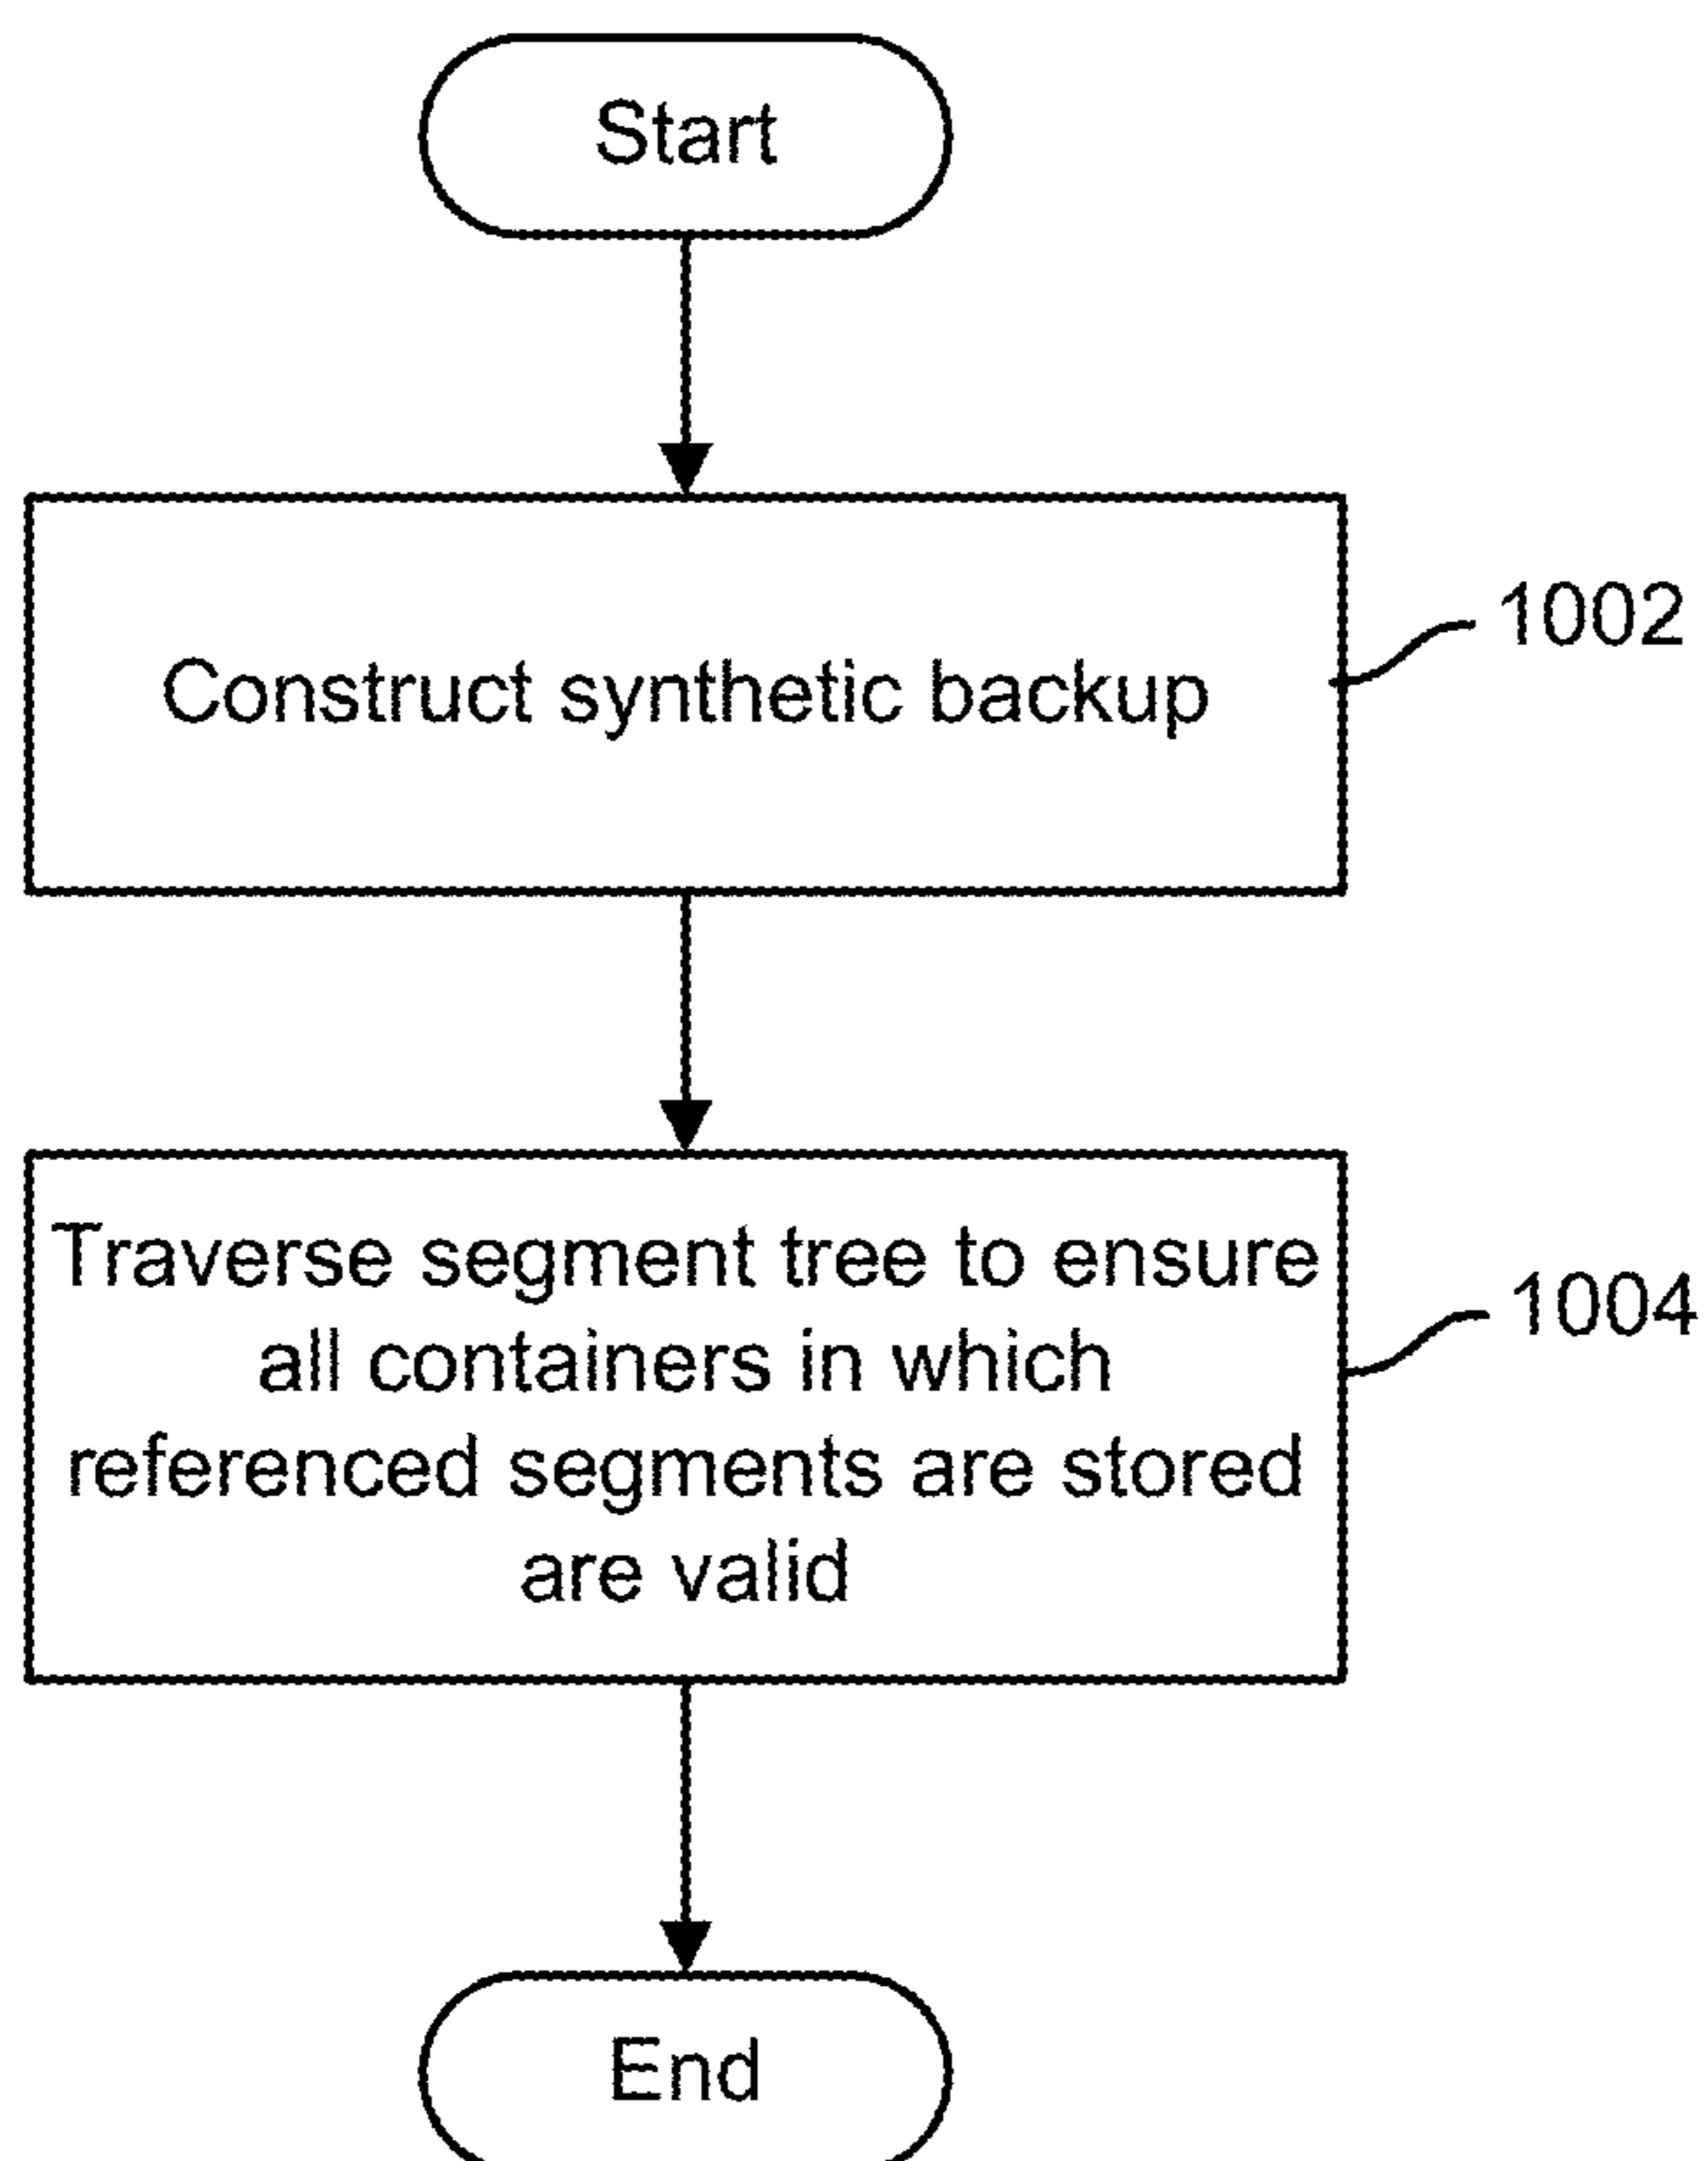 Start
Construct synthetic backup
1002
Traverse segment tree to ensure
all containers in which
referenced segments are stored
are valid
1004
End